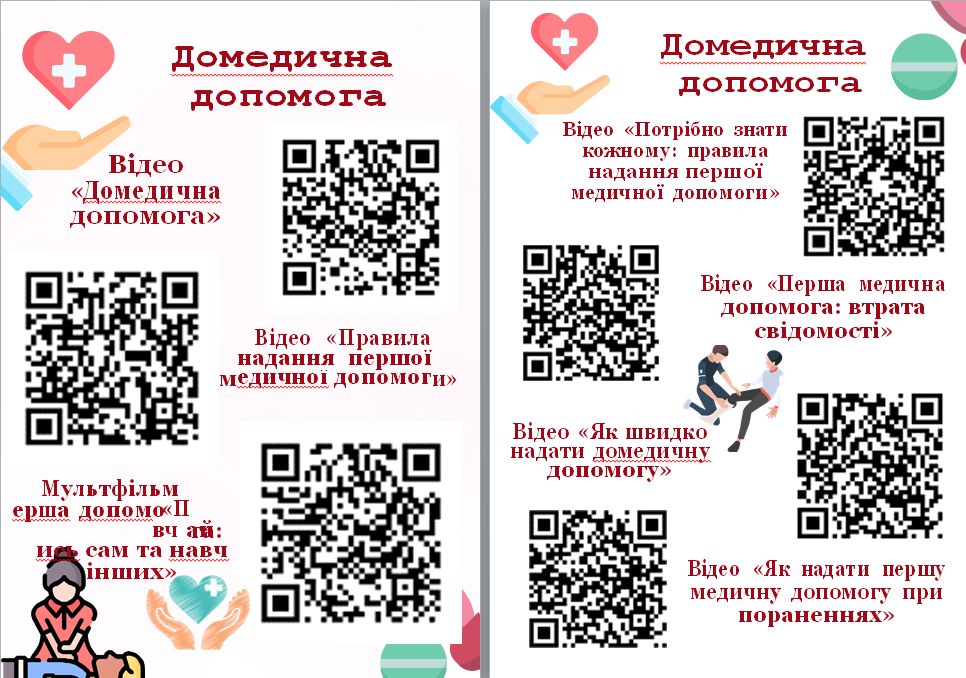 Домедична
допомога
Відео
«Домедична
допомога»
Відео «Правила
надання першої
медичної допомоги»
Мультфільм
ерша допомо«П
вч ай
ись сам та навч
інших»
Домедична
допомога
Відео «Потрібно знати
кожному: правила
надання першої
медичної допомоги»
Відео «Перша медична
допомога: втрата
свідомості»
Відео «Як швидко
надати домедичну
допомогу»
Відео «Як надати першу
медичну допомогу при
пораненнях»